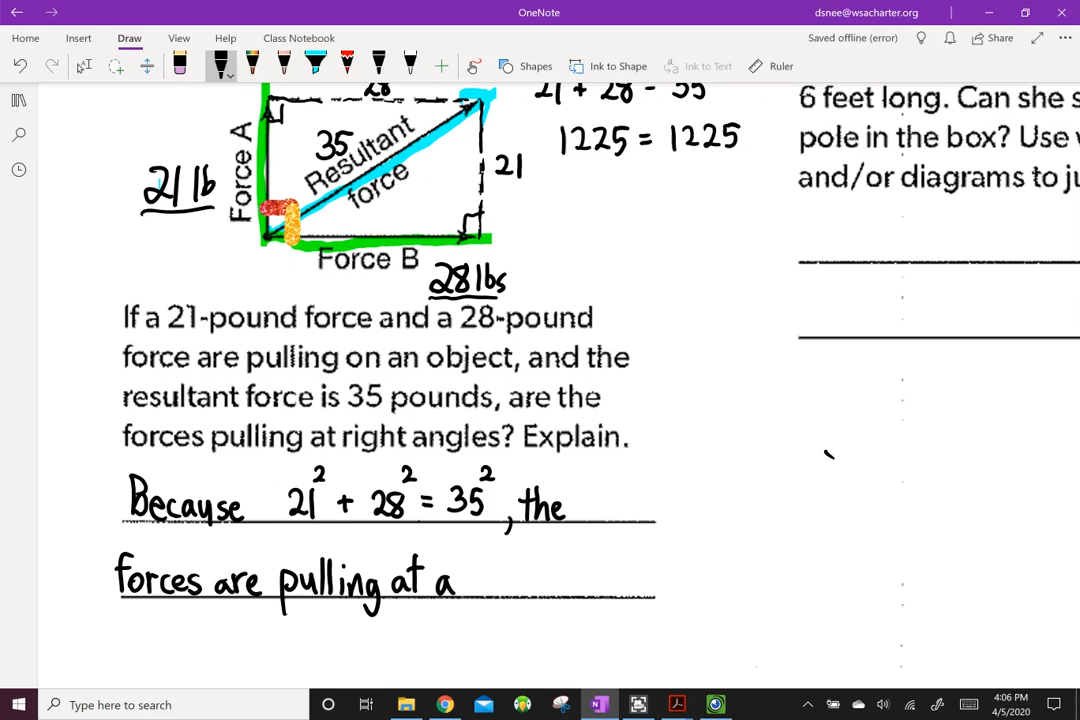 OneNote
dsnee@wsacharter.org
Home Insert Draw View Help Class Notebook
Saved offline (error)
Share
Shapes
Ink to Shape
Ink to Text
Ruler
28
21 + 28 - 35
1225 = 1225
35
Resultant
force
Force A
21 lb
21
Force B
28 lbs
If a 21-pound force and a 28-pound
force are pulling on an object, and the
resultant force is 35 pounds, are the
forces pulling at right angles? Explain.
Because 21² + 28² = 35², the
forces are pulling at a
6 feet long. Can she s
pole in the box? Use
and/or diagrams to ju
Type here to search
4:06 PM
4/5/2020